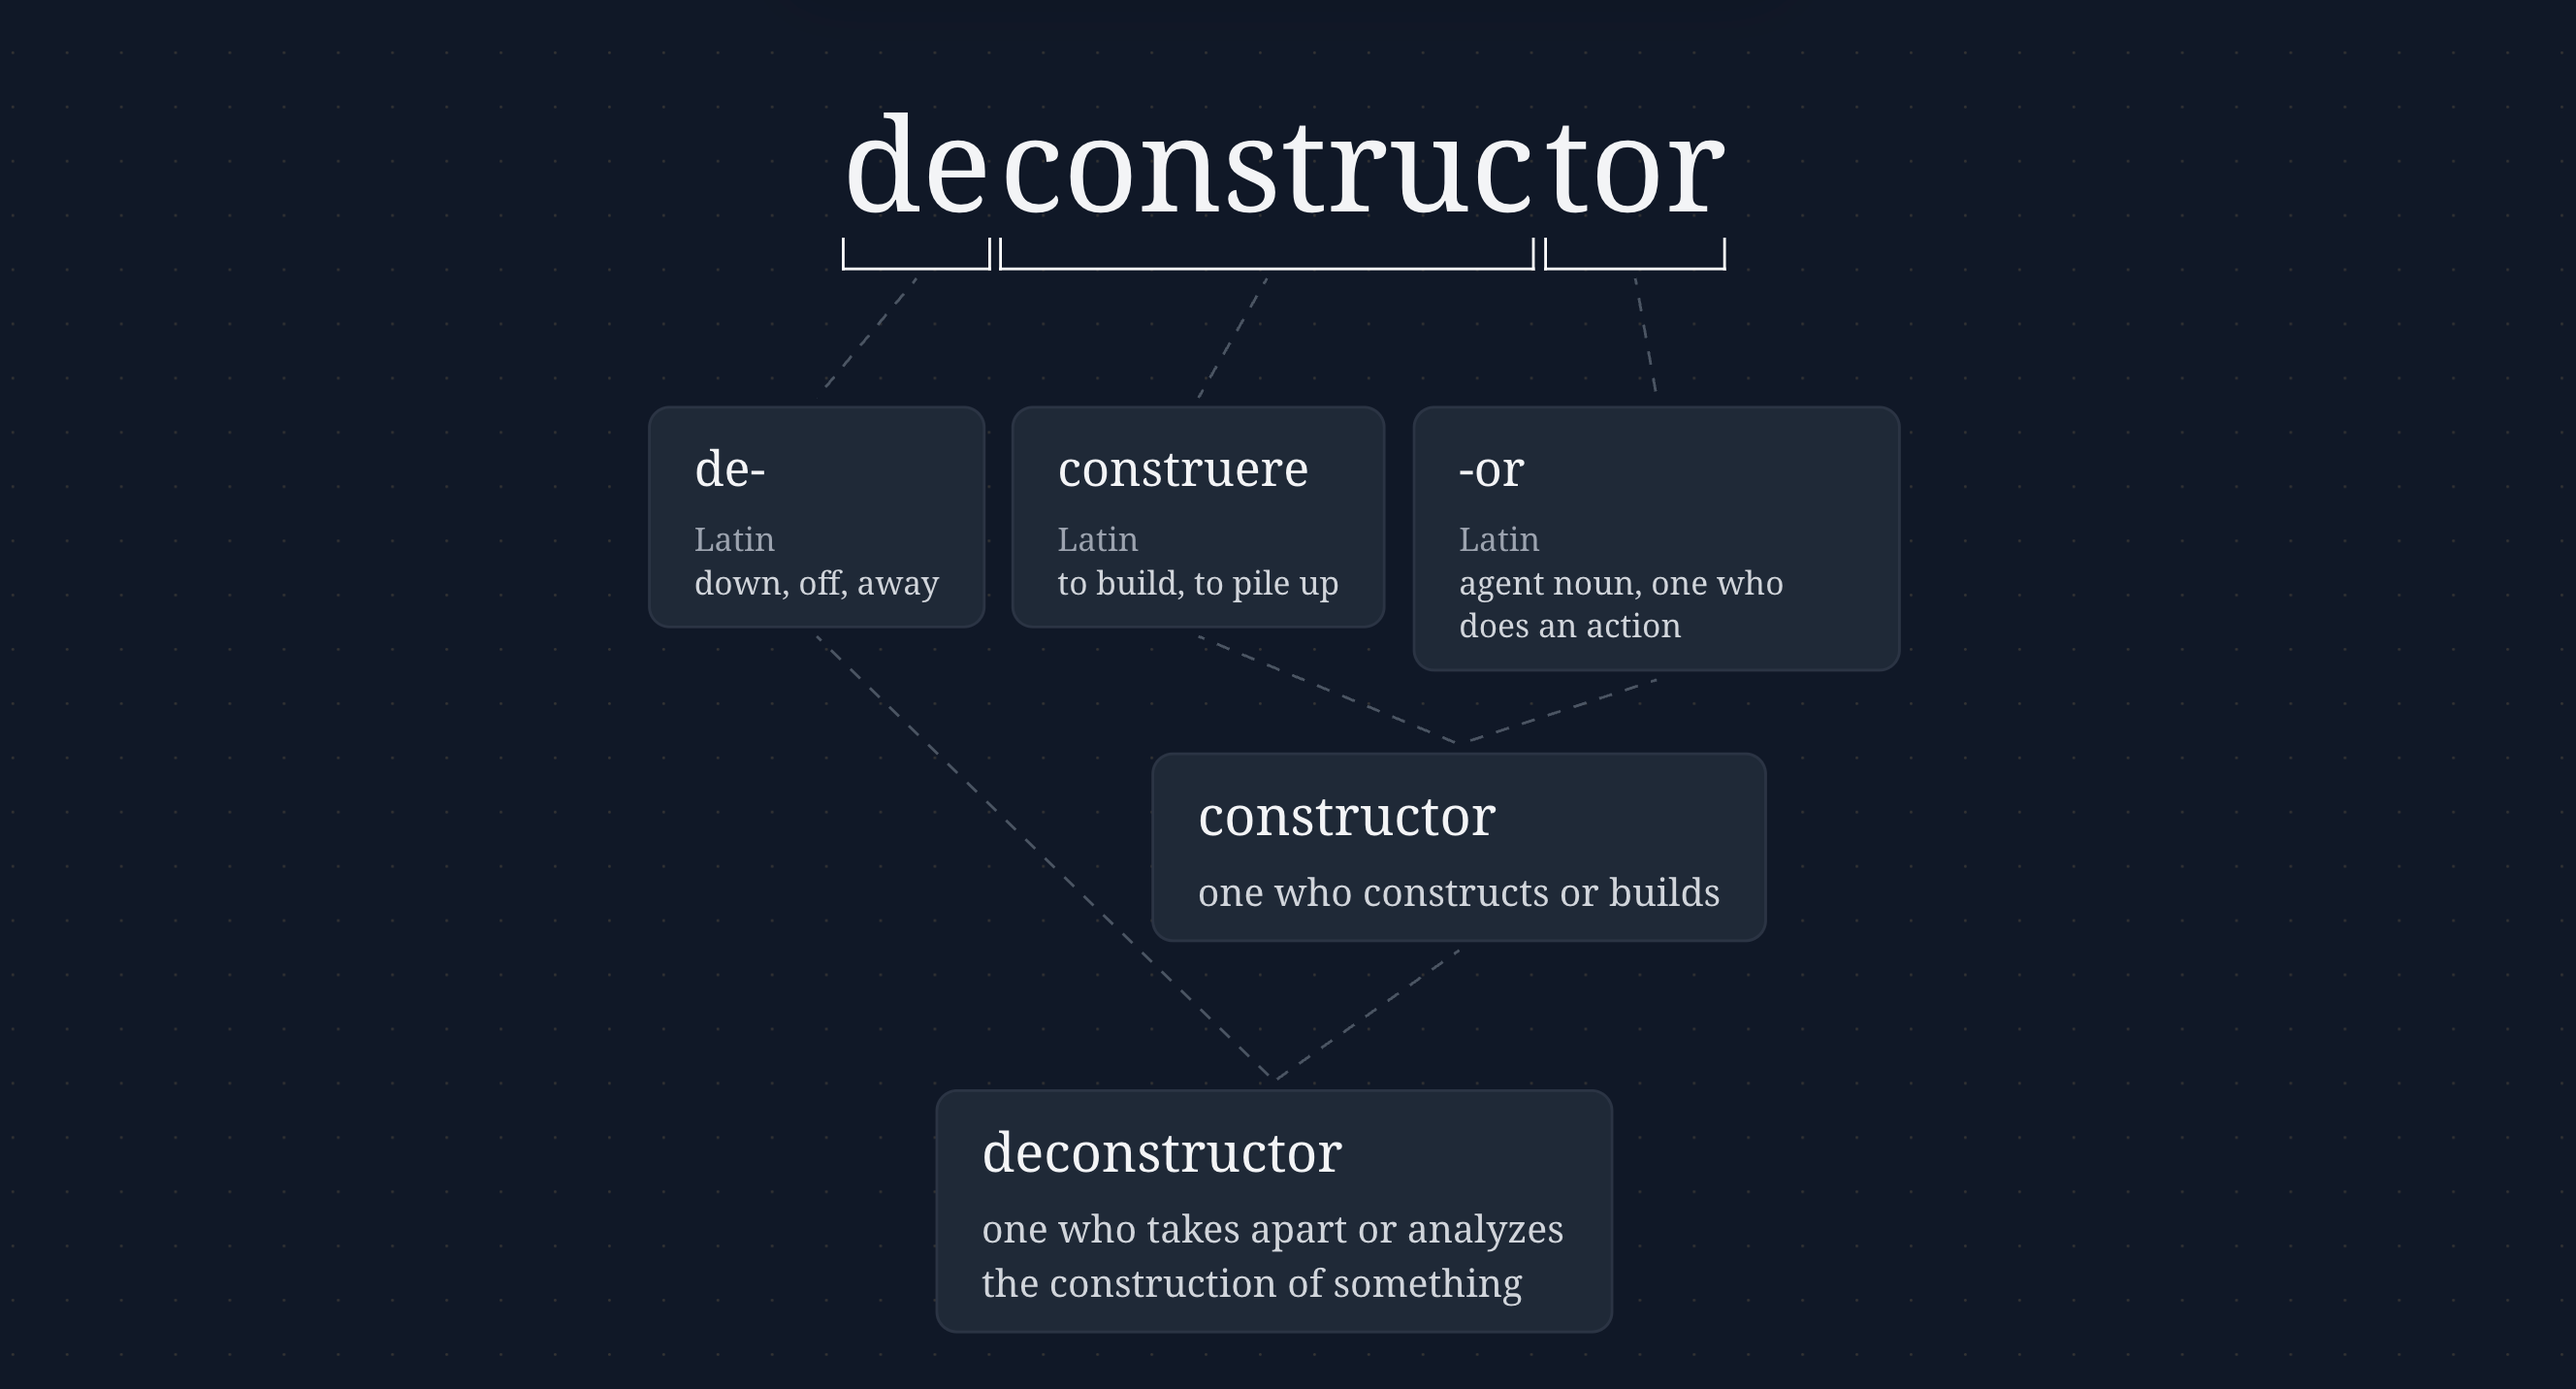 deconstructor
de-
Latin
down, off, away
construere
Latin
to build, to pile up
-or
Latin
agent noun, one who
does an action
constructor
one who constructs or builds
deconstructor
one who takes apart or analyzes
the construction of something